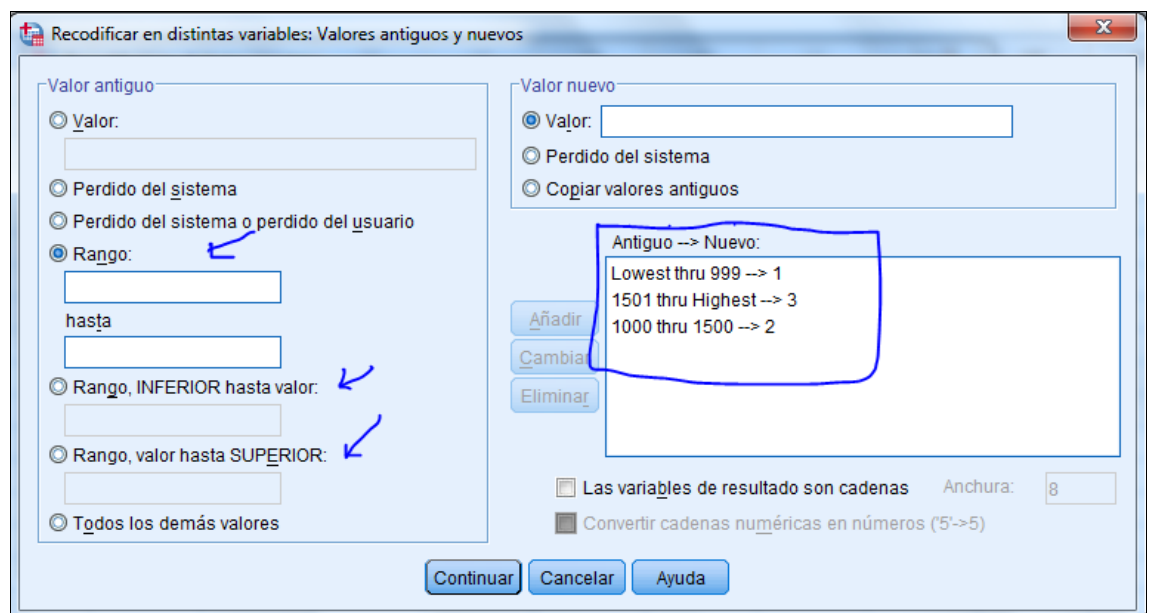 Recodificar en distintas variables: Valores antiguos y nuevos
Valor antiguo
Valor:
Perdido del sistema
Perdido del sistema o perdido del usuario
Rango:
hasta
Rango, INFERIOR hasta valor:
Rango, valor hasta SUPERIOR:
Todos los demás valores
Valor nuevo
Valor:
Perdido del sistema
Copiar valores antiguos
Antiguo --> Nuevo:
Lowest thru 999 --> 1
1501 thru Highest --> 3
1000 thru 1500 --> 2
Añadir
Cambiar
Eliminar
Las variables de resultado son cadenas Anchura: 8
Convertir cadenas numéricas en números ('5'->5)
Continuar Cancelar Ayuda